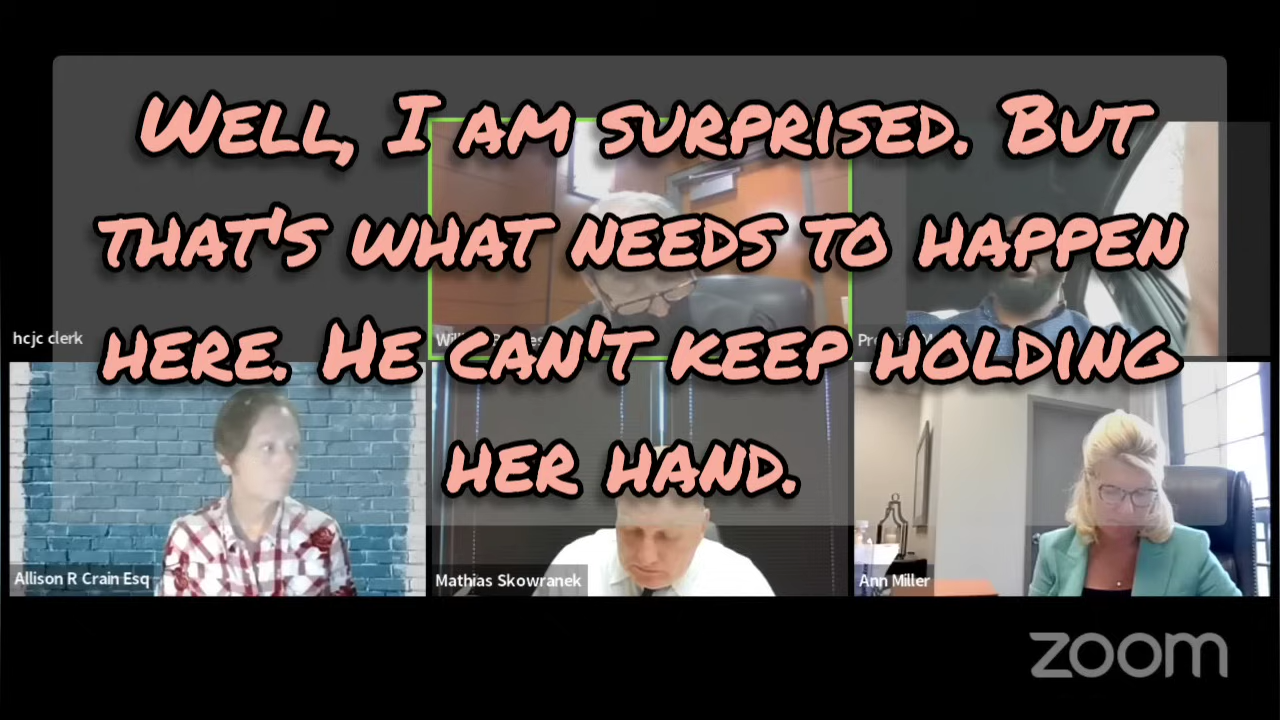 Well, I am surprised. But
that's what needs to happen
here. He can't keep holding
her hand.
hcjc clerk
Allison R Crain Esq
Mathias Skowranek
Ann Miller
zoom